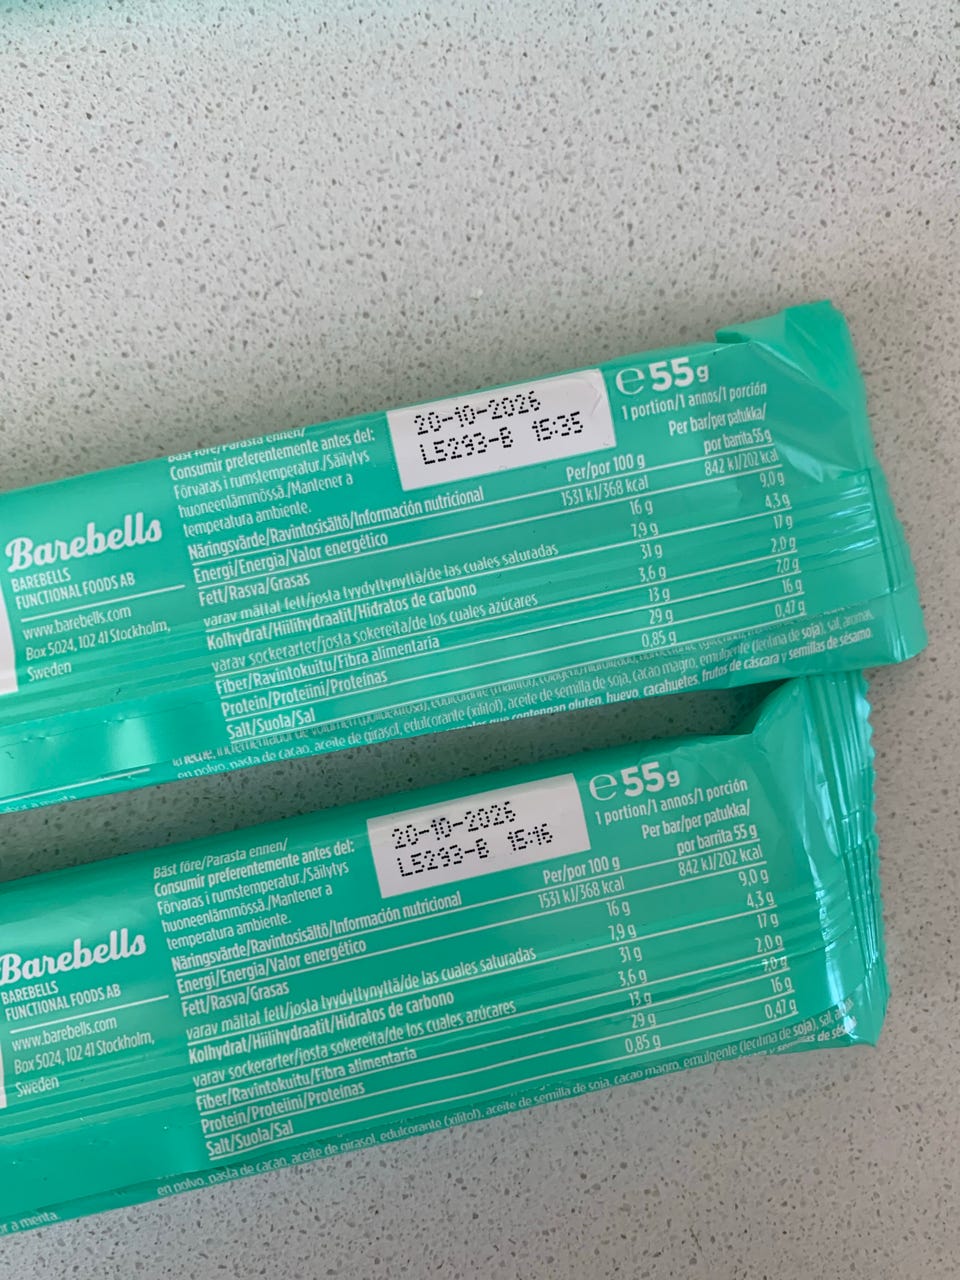 Bäst före/Parasta ennen/
Consumir preferentemente antes del:
Förvaras i rumstemperatur./Säilytys
huoneenlämmössä./Mantener a
temperatura ambiente.
20-10-2026
L5293-B 15:35
e 55g
1 portion/1 annos/1 porción
Per bar/per patukka/
Per/por 100 g por barrita 55 g
Näringsvärde/Ravintosisältö/Información nutricional
Energi/Energia/Valor energético 1531 kJ/368 kcal 842 kJ/202 kcal
Fett/Rasva/Grasas 16 g 9,0 g
varav mättat fett/josta tyydyttynyttä/de las cuales saturadas 7,9 g 4,3 g
Kolhydrat/Hiilihydraatit/Hidratos de carbono 31 g 17 g
varav sockerarter/josta sokereita/de los cuales azúcares 3,6 g 2,0 g
Fiber/Ravintokuitu/Fibra alimentaria 13 g 7,0 g
Protein/Proteiini/Proteínas 29 g 16 g
Salt/Suola/Sal 0,85 g 0,47 g
Barebells
BAREBELLS
FUNCTIONAL FOODS AB
www.barebells.com
Box 5024, 102 41 Stockholm,
Sweden
magro, emulgente (lecitina de soja), sal, aromas
en polvo, pasta de cacao, aceite de girasol, edulcorante (xilitol), aceite de semilla de soja, cacao
que contengan gluten, huevo, cacahuetes, frutos de cáscara y semillas de sésamo.
a menta
Bäst före/Parasta ennen/
Consumir preferentemente antes del:
Förvaras i rumstemperatur./Säilytys
huoneenlämmössä./Mantener a
temperatura ambiente.
20-10-2026
L5293-B 15:16
e 55g
1 portion/1 annos/1 porción
Per bar/per patukka/
Per/por 100 g por barrita 55 g
Näringsvärde/Ravintosisältö/Información nutricional
Energi/Energia/Valor energético 1531 kJ/368 kcal 842 kJ/202 kcal
Fett/Rasva/Grasas 16 g 9,0 g
varav mättat fett/josta tyydyttynyttä/de las cuales saturadas 7,9 g 4,3 g
Kolhydrat/Hiilihydraatit/Hidratos de carbono 31 g 17 g
varav sockerarter/josta sokereita/de los cuales azúcares 3,6 g 2,0 g
Fiber/Ravintokuitu/Fibra alimentaria 13 g 7,0 g
Protein/Proteiini/Proteínas 29 g 16 g
Salt/Suola/Sal 0,85 g 0,47 g
Barebells
BAREBELLS
FUNCTIONAL FOODS AB
www.barebells.com
Box 5024, 102 41 Stockholm,
Sweden
en polvo, pasta de cacao, aceite de girasol, edulcorante (xilitol), aceite de semilla de soja, cacao magro, emulgente (lecitina de soja), sal,
a menta